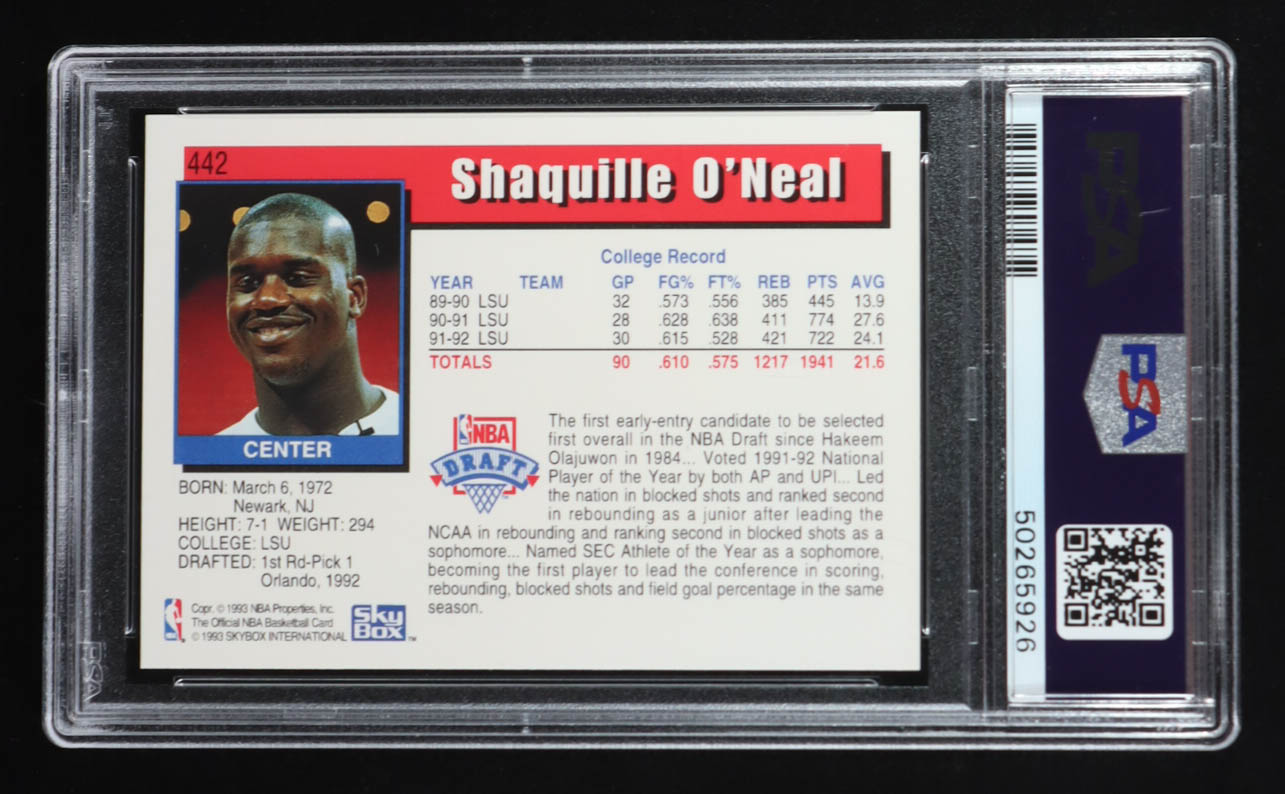 442
Shaquille O'Neal
College Record
YEAR TEAM GP FG% FT% REB PTS AVG
89-90 LSU 32 .573 .556 385 445 13.9
90-91 LSU 28 .628 .638 411 774 27.6
91-92 LSU 30 .615 .528 421 722 24.1
TOTALS 90 .610 .575 1217 1941 21.6
CENTER
BORN: March 6, 1972
Newark, NJ
HEIGHT: 7-1 WEIGHT: 294
COLLEGE: LSU
DRAFTED: 1st Rd-Pick 1
Orlando, 1992
NBA
DRAFT
The first early-entry candidate to be selected
first overall in the NBA Draft since Hakeem
Olajuwon in 1984... Voted 1991-92 National
Player of the Year by both AP and UPI... Led
the nation in blocked shots and ranked second
in rebounding as a junior after leading the
NCAA in rebounding and ranking second in blocked shots as a
sophomore... Named SEC Athlete of the Year as a sophomore,
becoming the first player to lead the conference in scoring,
rebounding, blocked shots and field goal percentage in the same
season.
Copr. © 1993 NBA Properties, Inc.
The Official NBA Basketball Card
© 1993 SKYBOX INTERNATIONAL
NBA
SkyBox™
PSA
PSA
PSA
50265926